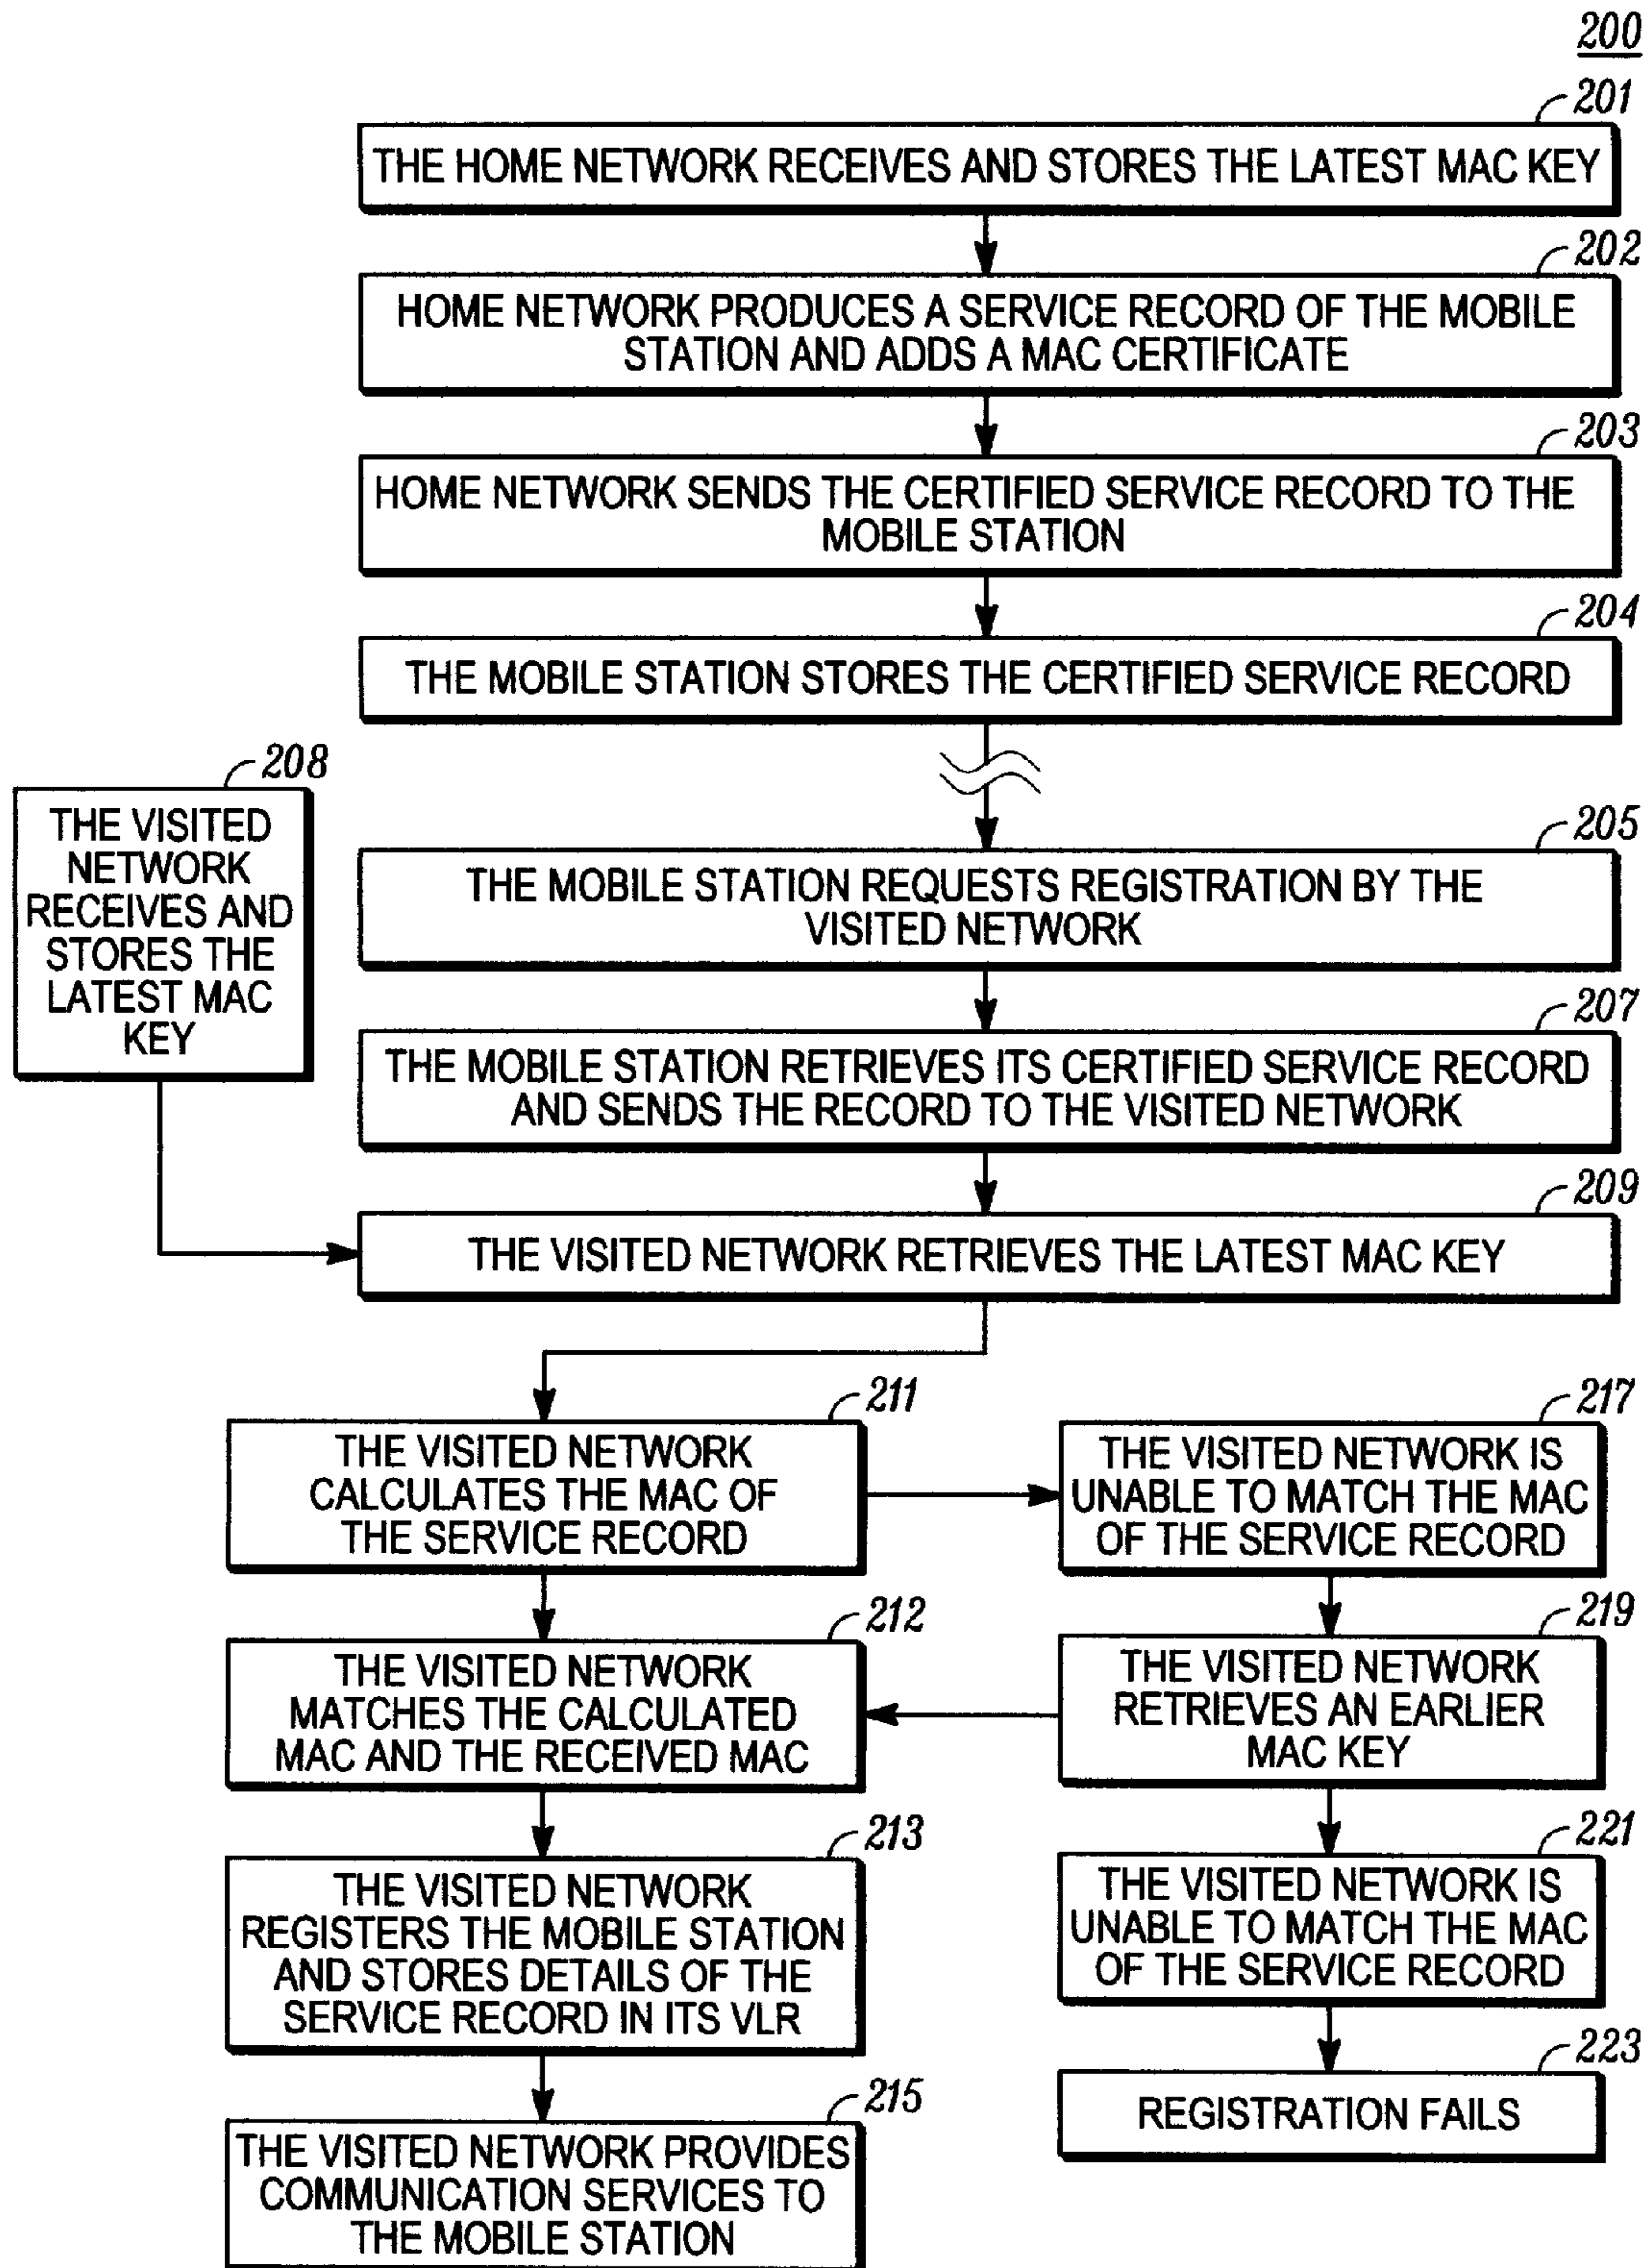 200
201
THE HOME NETWORK RECEIVES AND STORES THE LATEST MAC KEY
202
HOME NETWORK PRODUCES A SERVICE RECORD OF THE MOBILE
STATION AND ADDS A MAC CERTIFICATE
203
HOME NETWORK SENDS THE CERTIFIED SERVICE RECORD TO THE
MOBILE STATION
204
THE MOBILE STATION STORES THE CERTIFIED SERVICE RECORD
208
THE VISITED
NETWORK
RECEIVES AND
STORES THE
LATEST MAC
KEY
205
THE MOBILE STATION REQUESTS REGISTRATION BY THE
VISITED NETWORK
207
THE MOBILE STATION RETRIEVES ITS CERTIFIED SERVICE RECORD
AND SENDS THE RECORD TO THE VISITED NETWORK
209
THE VISITED NETWORK RETRIEVES THE LATEST MAC KEY
211
THE VISITED NETWORK
CALCULATES THE MAC OF
THE SERVICE RECORD
217
THE VISITED NETWORK IS
UNABLE TO MATCH THE MAC
OF THE SERVICE RECORD
212
THE VISITED NETWORK
MATCHES THE CALCULATED
MAC AND THE RECEIVED MAC
219
THE VISITED NETWORK
RETRIEVES AN EARLIER
MAC KEY
213
THE VISITED NETWORK
REGISTERS THE MOBILE STATION
AND STORES DETAILS OF THE
SERVICE RECORD IN ITS VLR
221
THE VISITED NETWORK IS
UNABLE TO MATCH THE MAC
OF THE SERVICE RECORD
215
THE VISITED NETWORK PROVIDES
COMMUNICATION SERVICES TO
THE MOBILE STATION
223
REGISTRATION FAILS